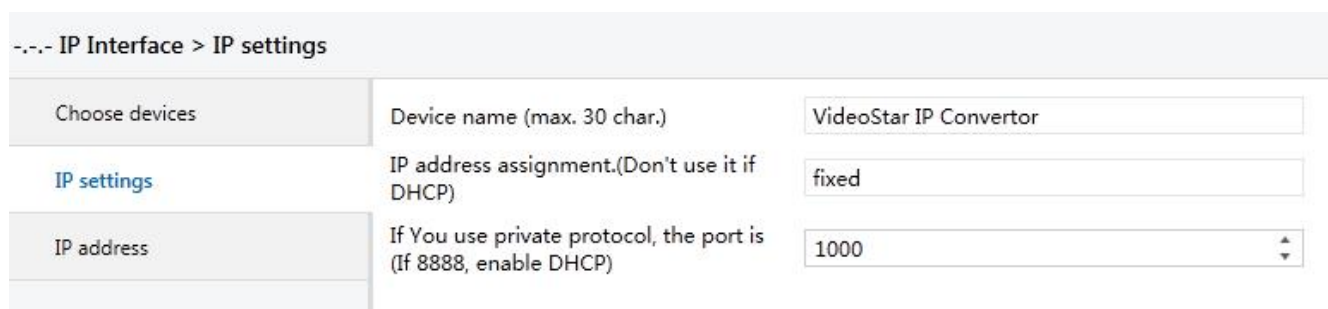 -.-.- IP Interface > IP settings
Choose devices
Device name (max. 30 char.)
VideoStar IP Convertor
IP settings
IP address assignment.(Don't use it if
DHCP)
fixed
IP address
If You use private protocol, the port is
(If 8888, enable DHCP)
1000